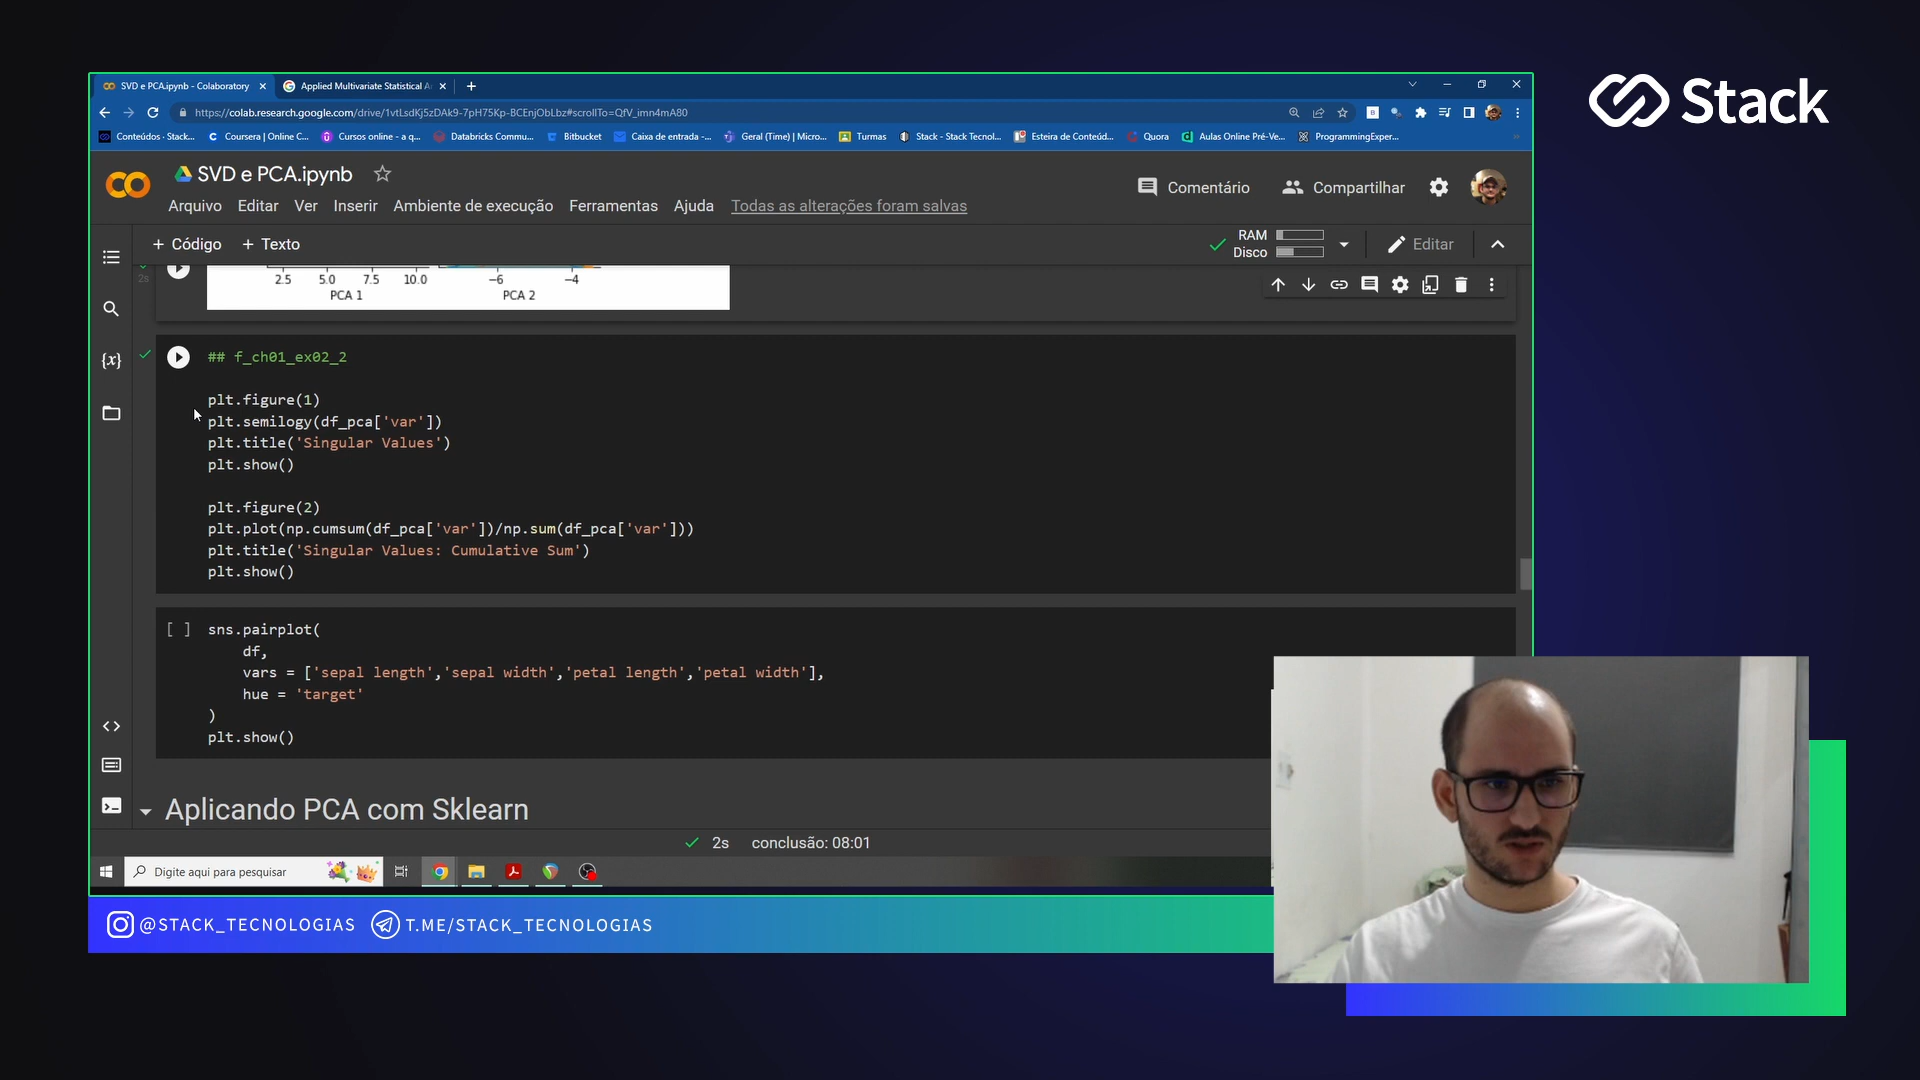 Stack
SVD e PCA.ipynb - Colaboratory
Applied Multivariate Statistical A
https://colab.research.google.com/drive/1vtLsdKj5zDAk9-7pH75Kp-BCEnjObLbz#scrollTo=QfV_imn4mA80
Conteúdos - Stack...
Coursera | Online C...
Cursos online - a q...
Databricks Commu...
Bitbucket
Caixa de entrada -...
Geral (Time) | Micro...
Turmas
Stack - Stack Tecnol...
Esteira de Conteúd...
Quora
Aulas Online Pré-Ve...
ProgrammingExper...
SVD e PCA.ipynb
Comentário
Compartilhar
Arquivo Editar Ver Inserir Ambiente de execução Ferramentas Ajuda Todas as alterações foram salvas
+ Código + Texto
RAM
Disco
Editar
2s
2.5 5.0 7.5 10.0 −6 −4
PCA 1 PCA 2
{x}
## f_ch01_ex02_2
plt.figure(1)
plt.semilogy(df_pca['var'])
plt.title('Singular Values')
plt.show()
plt.figure(2)
plt.plot(np.cumsum(df_pca['var'])/np.sum(df_pca['var']))
plt.title('Singular Values: Cumulative Sum')
plt.show()
[ ] sns.pairplot(
df,
vars = ['sepal length','sepal width','petal length','petal width'],
hue = 'target'
)
plt.show()
Aplicando PCA com Sklearn
2s conclusão: 08:01
Digite aqui para pesquisar
@STACK_TECNOLOGIAS T.ME/STACK_TECNOLOGIAS